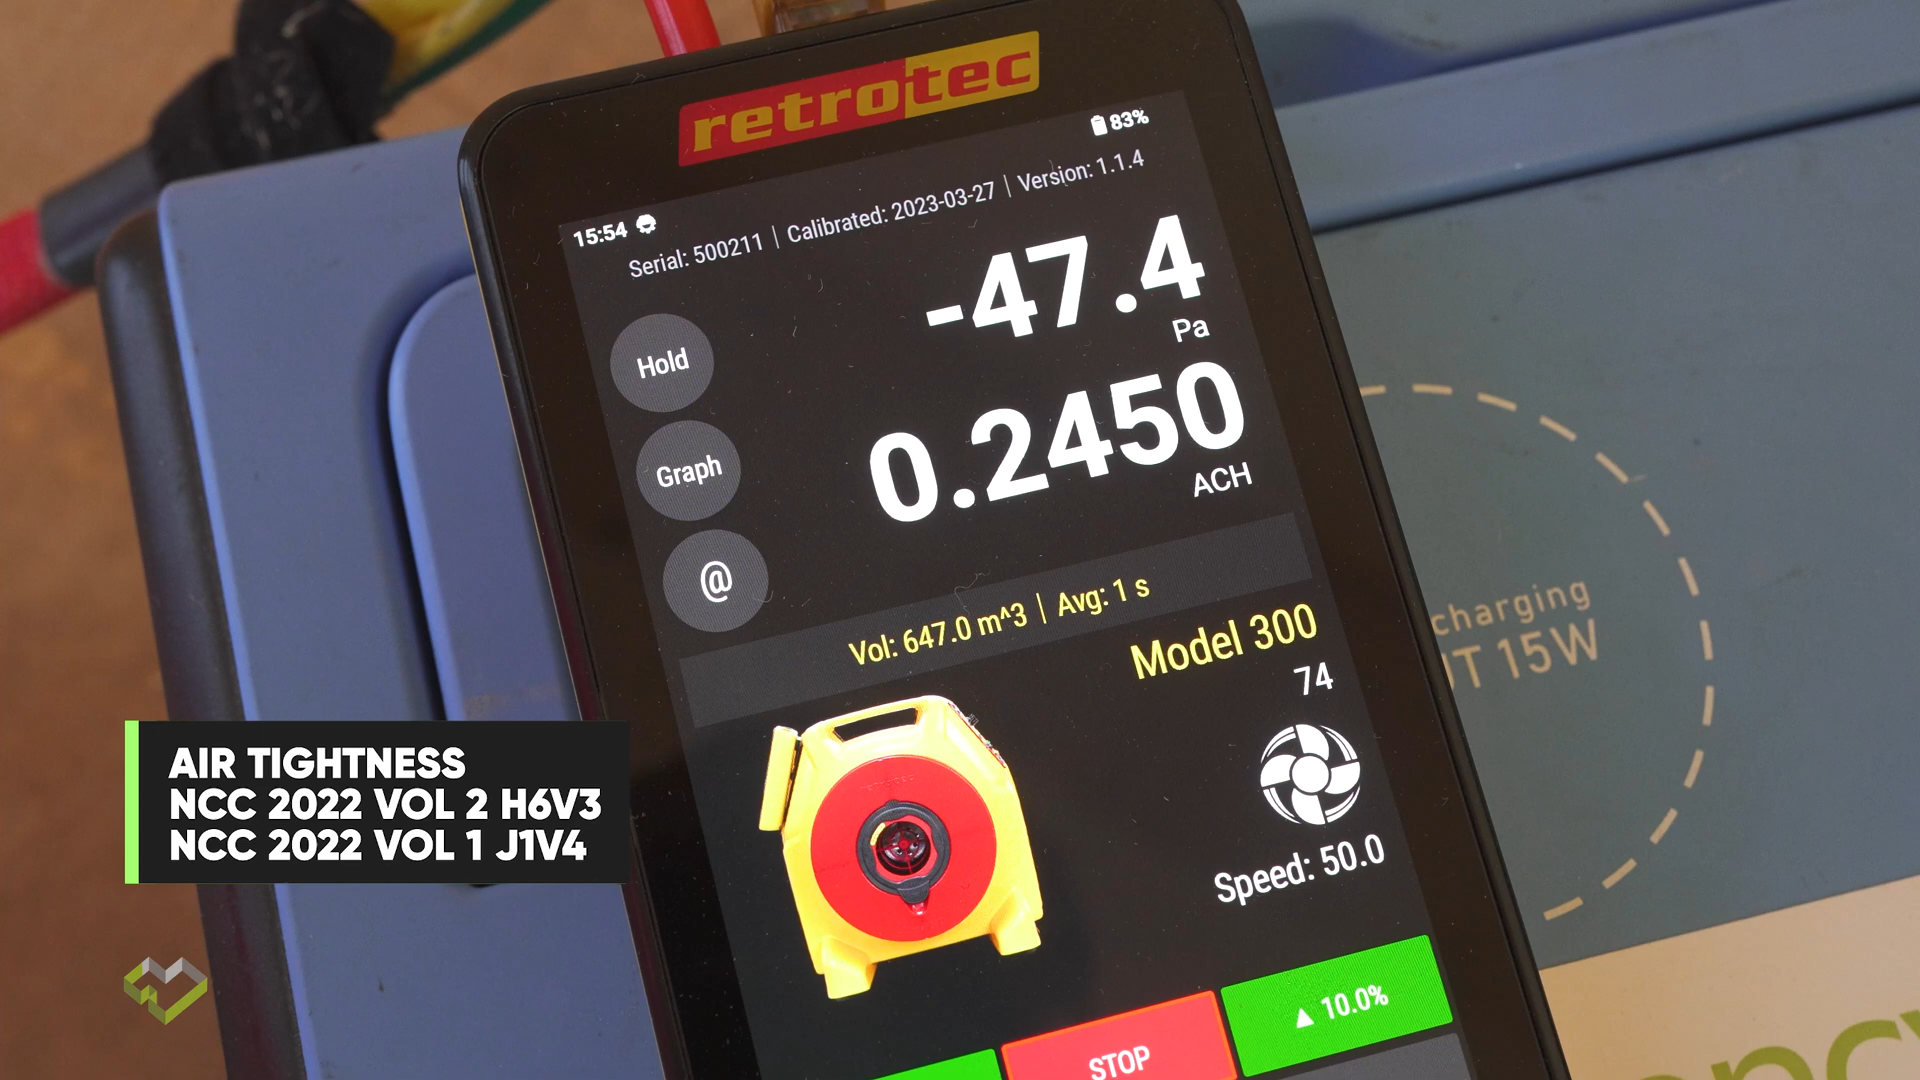 retrotec
83%
15:54
Serial: 500211 | Calibrated: 2023-03-27 | Version: 1.1.4
-47.4
Pa
Hold
0.2450
ACH
Graph
@
Vol: 647.0 m^3 | Avg: 1 s
Model 300
74
Speed: 50.0
▲ 10.0%
STOP
charging
15W
AIR TIGHTNESS
NCC 2022 VOL 2 H6V3
NCC 2022 VOL 1 J1V4